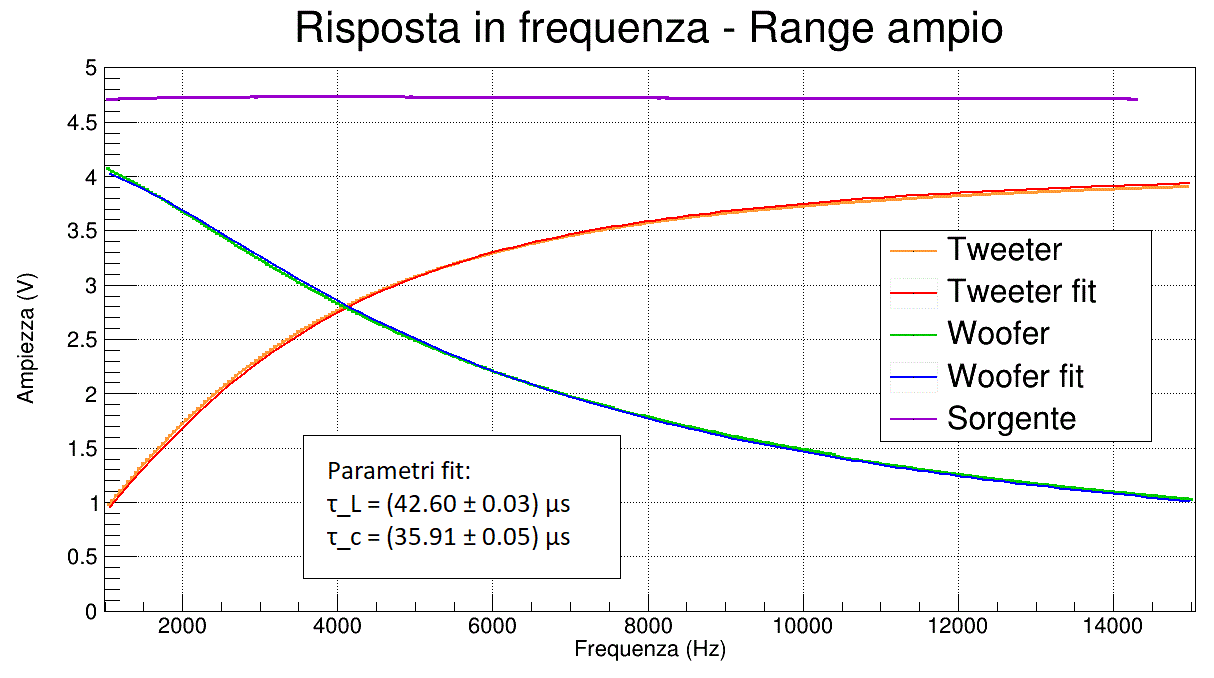 Risposta in frequenza - Range ampio
5
4.5
4
3.5
3
2.5
2
1.5
1
0.5
0
Ampiezza (V)
Tweeter
Tweeter fit
Woofer
Woofer fit
Sorgente
Parametri fit:
τ_L = (42.60 ± 0.03) μs
τ_c = (35.91 ± 0.05) μs
2000 4000 6000 8000 10000 12000 14000
Frequenza (Hz)